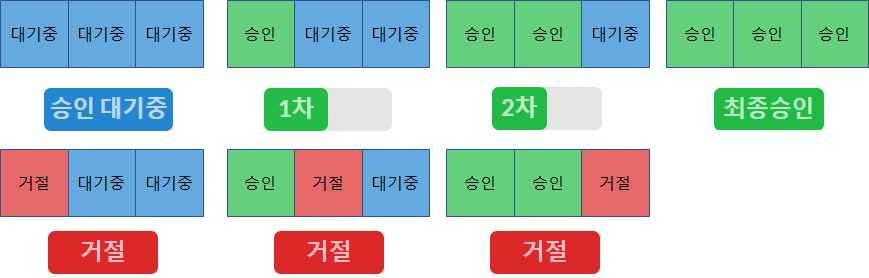 대기중 대기중 대기중 승인 대기중 대기중 승인 승인 대기중 승인 승인 승인
승인 대기중 1차 2차 최종승인
거절 대기중 대기중 승인 거절 대기중 승인 승인 거절
거절 거절 거절